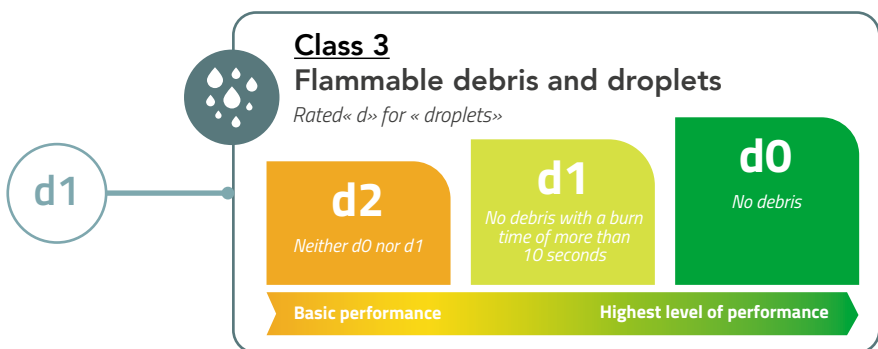 Class 3
Flammable debris and droplets
Rated« d» for « droplets»
d1
d2
Neither d0 nor d1
d1
No debris with a burn
time of more than
10 seconds
d0
No debris
Basic performance
Highest level of performance